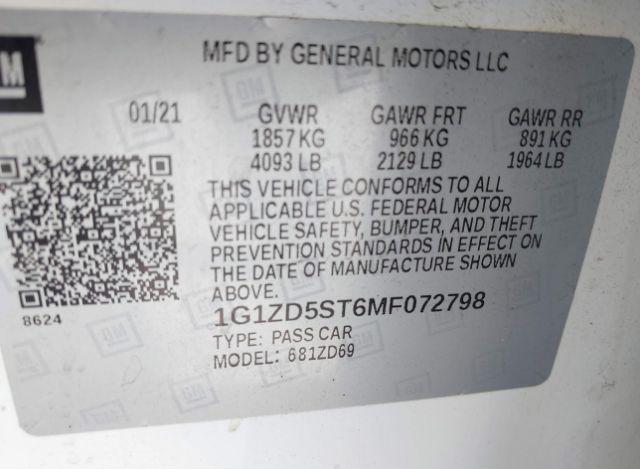 GM
MFD BY GENERAL MOTORS LLC
01/21 GVWR GAWR FRT GAWR RR
1857 KG 966 KG 891 KG
4093 LB 2129 LB 1964 LB
THIS VEHICLE CONFORMS TO ALL
APPLICABLE U.S. FEDERAL MOTOR
VEHICLE SAFETY, BUMPER, AND THEFT
PREVENTION STANDARDS IN EFFECT ON
THE DATE OF MANUFACTURE SHOWN
ABOVE.
8624
1G1ZD5ST6MF072798
TYPE: PASS CAR
MODEL: 681ZD69